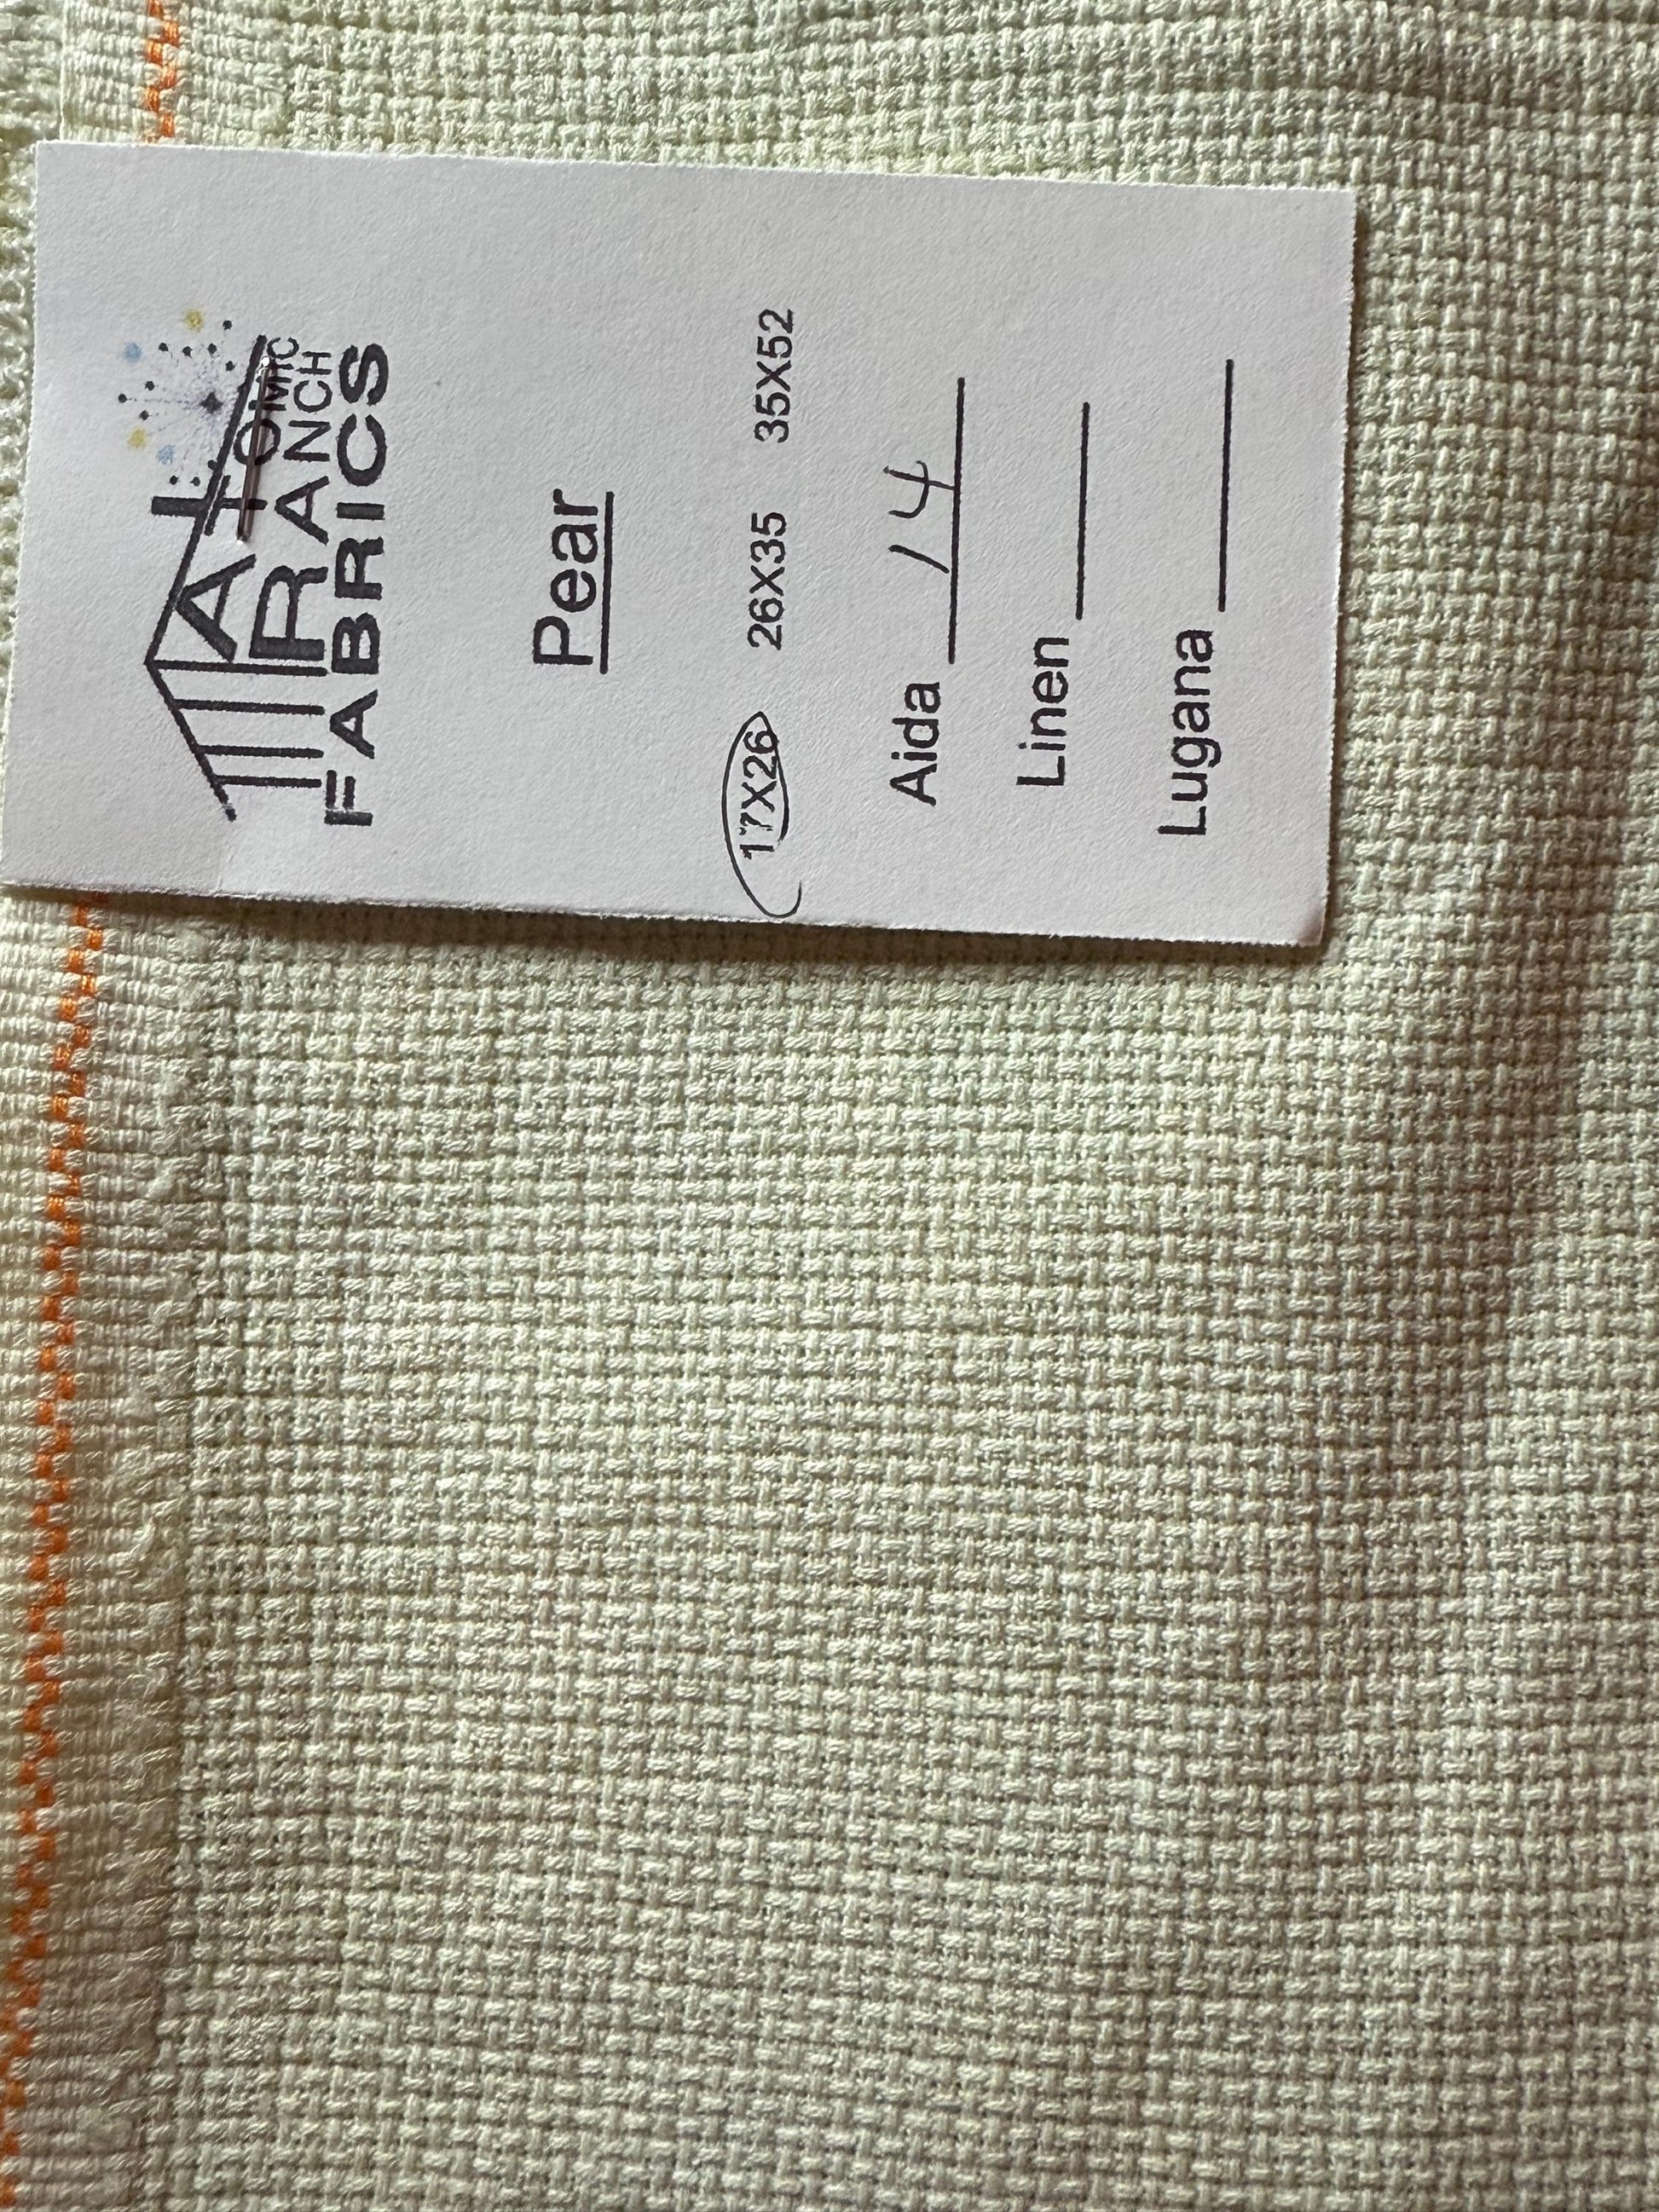 ATOMIC
RANCH
FABRICS
Pear
17X26 26X35 35X52
Aida 14
Linen
Lugana